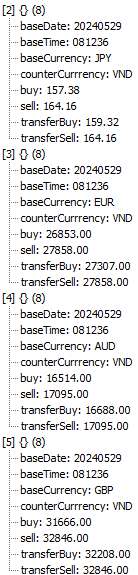 [2] {} (8)
baseDate: 20240529
baseTime: 081236
baseCurrency: JPY
counterCurrrency: VND
buy: 157.38
sell: 164.16
transferBuy: 159.32
transferSell: 164.16
[3] {} (8)
baseDate: 20240529
baseTime: 081236
baseCurrency: EUR
counterCurrrency: VND
buy: 26853.00
sell: 27858.00
transferBuy: 27307.00
transferSell: 27858.00
[4] {} (8)
baseDate: 20240529
baseTime: 081236
baseCurrency: AUD
counterCurrrency: VND
buy: 16514.00
sell: 17095.00
transferBuy: 16688.00
transferSell: 17095.00
[5] {} (8)
baseDate: 20240529
baseTime: 081236
baseCurrency: GBP
counterCurrrency: VND
buy: 31666.00
sell: 32846.00
transferBuy: 32208.00
transferSell: 32846.00